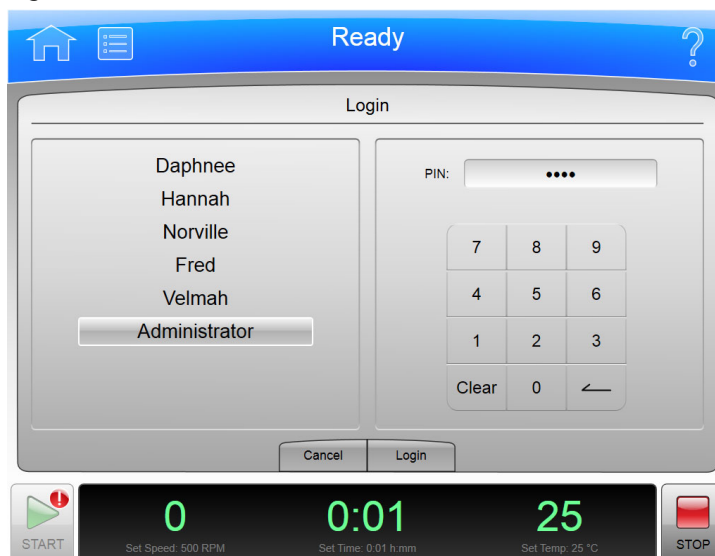 Ready
Login
Daphnee
Hannah
Norville
Fred
Velmah
Administrator
PIN: ••••
7 8 9
4 5 6
1 2 3
Clear 0
Cancel Login
START
0 0:01 25
Set Speed: 500 RPM Set Time: 0:01 h:mm Set Temp: 25 °C
STOP